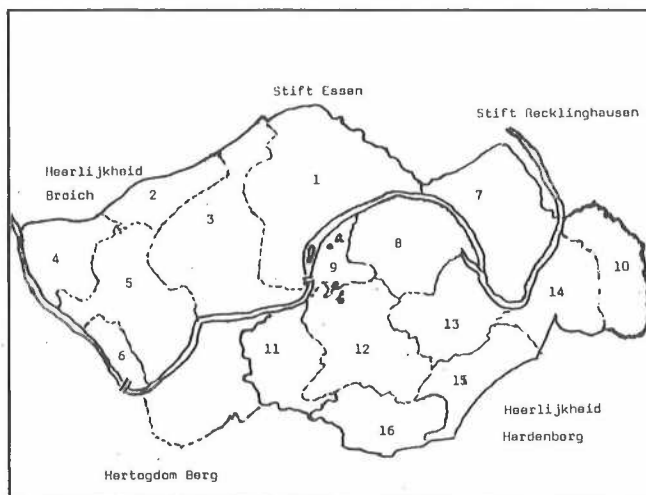 Stift Essen
Stift Recklinghausen
Heerlijkheid
Broich
2
1
3
7
4
5
a
9
8
b
6
10
14
13
11
12
15
16
Heerlijkheid
Hardenberg
Hertogdom Berg